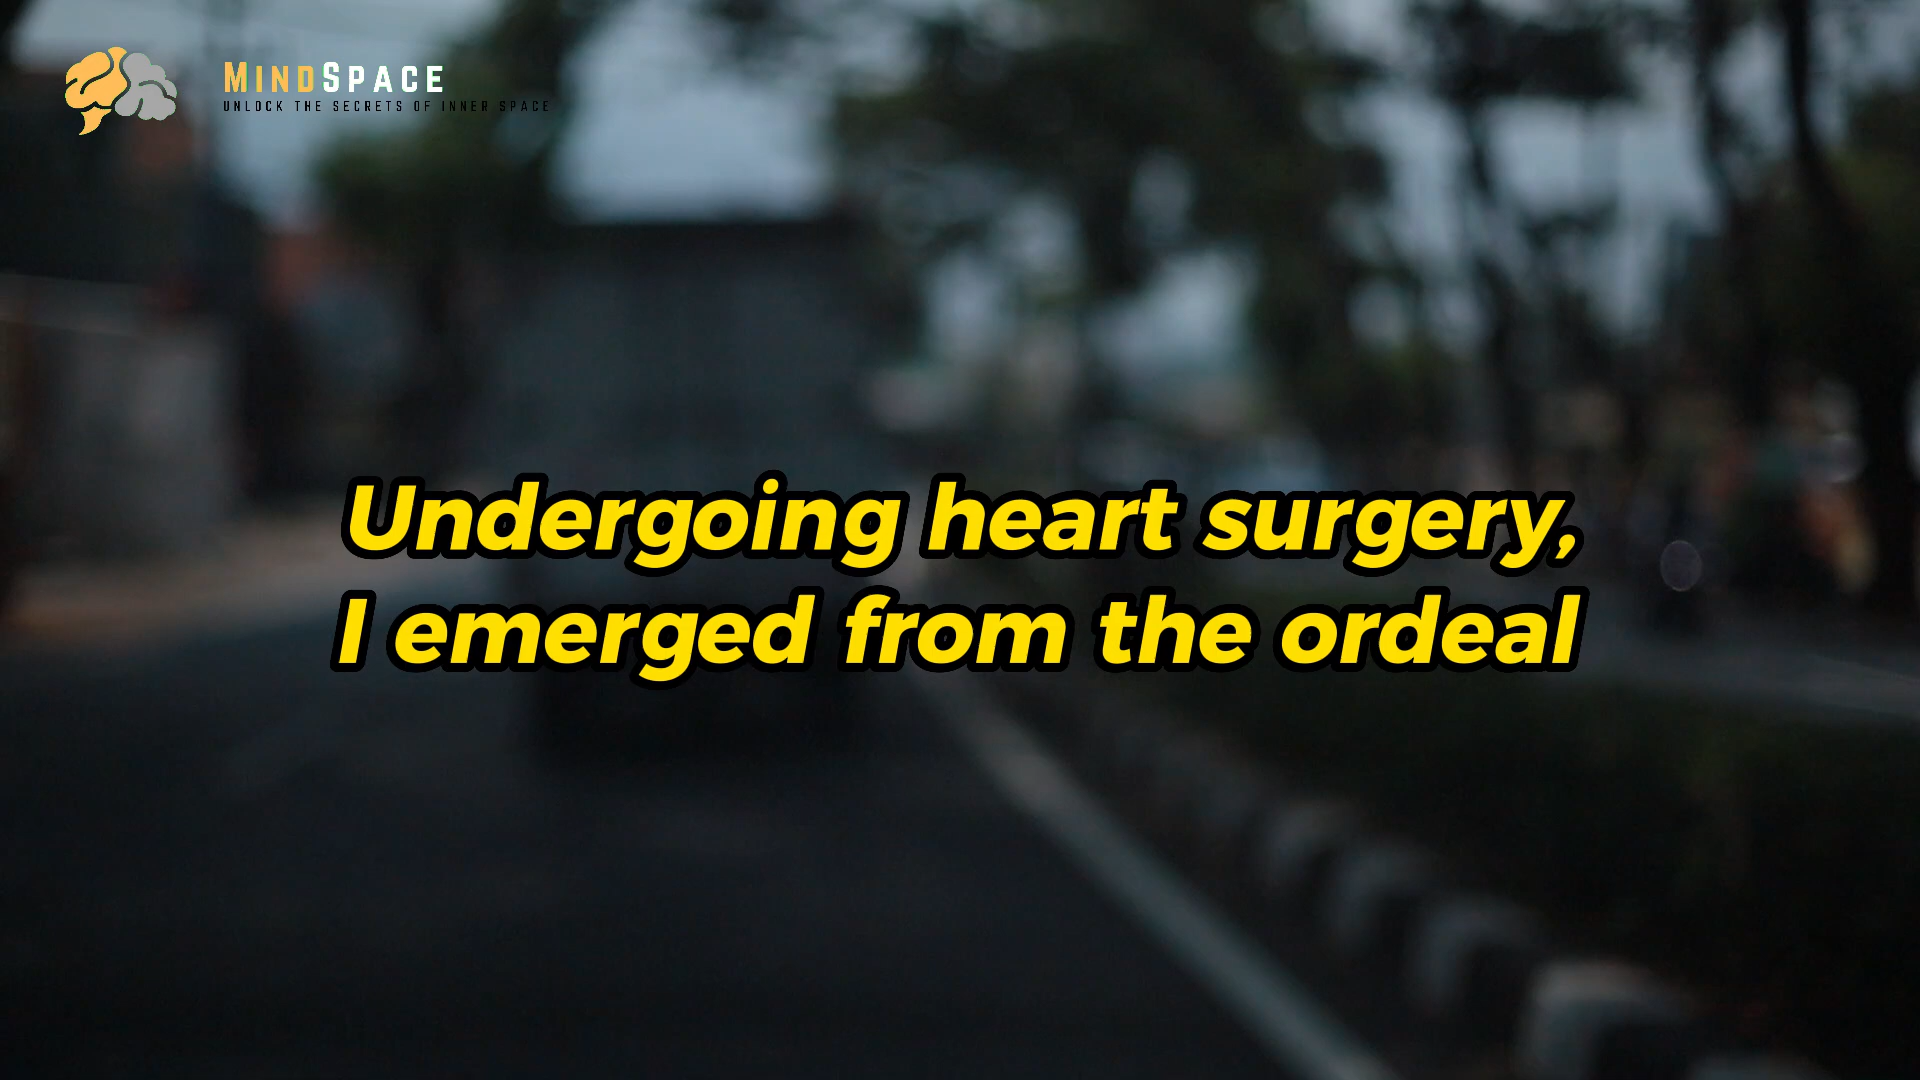 MINDSPACE
UNLOCK THE SECRETS OF INNER SPACE
Undergoing heart surgery,
I emerged from the ordeal